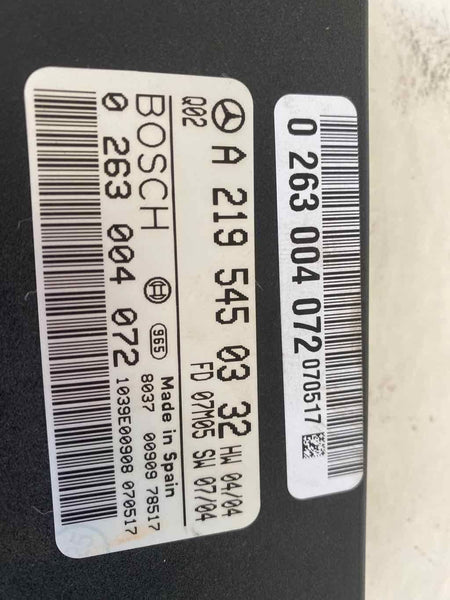 0 263 004 072 070517
A 219 545 03 32 HW 04/04
Q02 FD 07M05 SW 07/04
BOSCH 965 Made in Spain
8037 00909 78517
0 263 004 072 1039E00908 070517